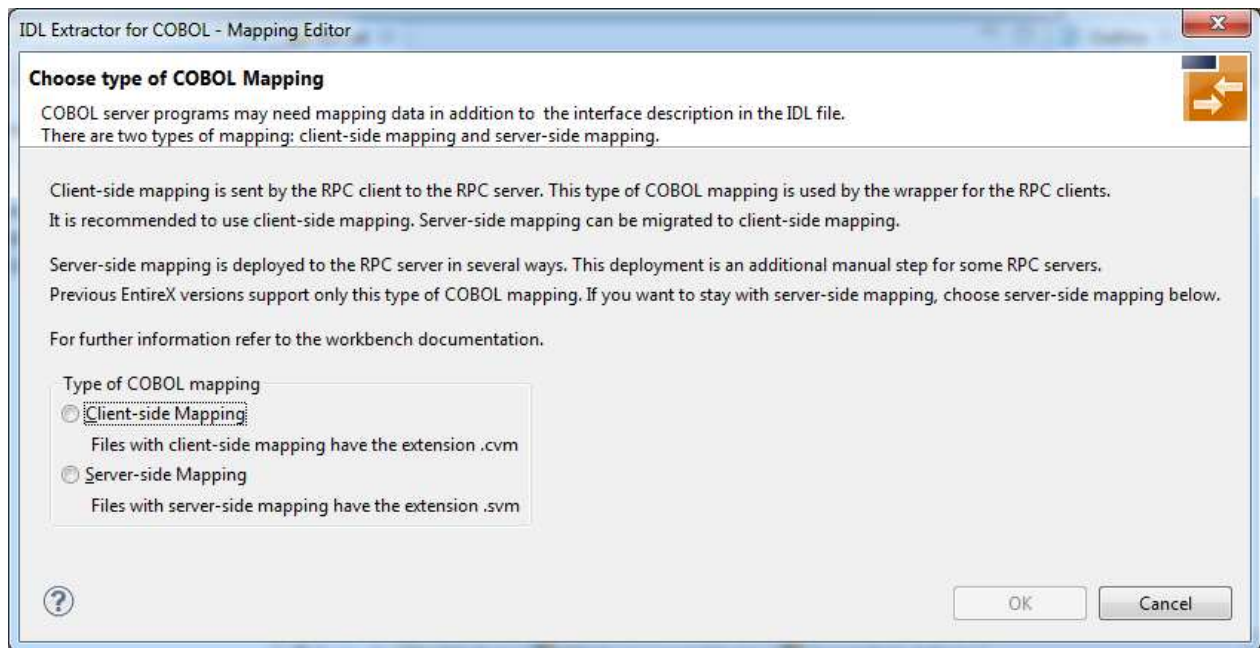 IDL Extractor for COBOL - Mapping Editor
Choose type of COBOL Mapping
COBOL server programs may need mapping data in addition to the interface description in the IDL file.
There are two types of mapping: client-side mapping and server-side mapping.
Client-side mapping is sent by the RPC client to the RPC server. This type of COBOL mapping is used by the wrapper for the RPC clients.
It is recommended to use client-side mapping. Server-side mapping can be migrated to client-side mapping.
Server-side mapping is deployed to the RPC server in several ways. This deployment is an additional manual step for some RPC servers.
Previous EntireX versions support only this type of COBOL mapping. If you want to stay with server-side mapping, choose server-side mapping below.
For further information refer to the workbench documentation.
Type of COBOL mapping
Client-side Mapping
Files with client-side mapping have the extension .cvm
Server-side Mapping
Files with server-side mapping have the extension .svm
?
OK Cancel